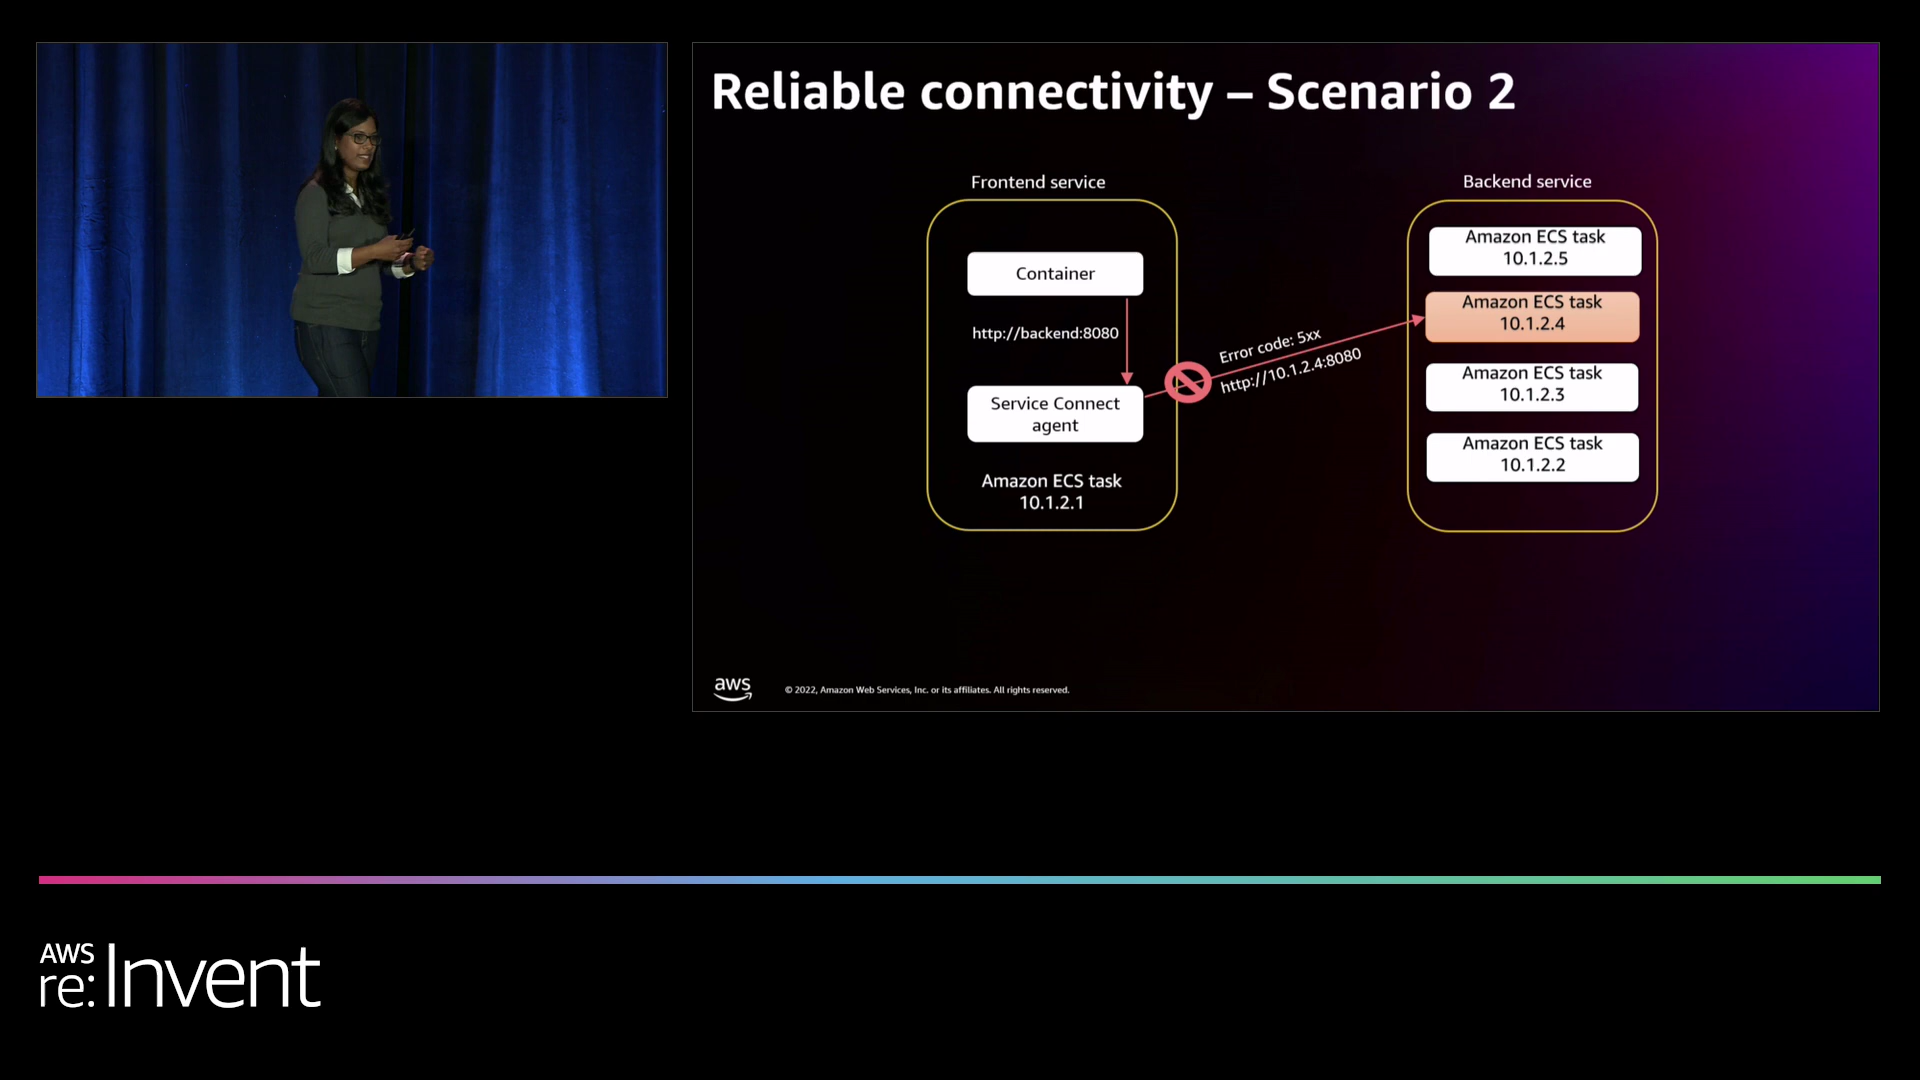 Reliable connectivity – Scenario 2
Frontend service
Container
http://backend:8080
Service Connect
agent
Amazon ECS task
10.1.2.1
Error code: 5xx
http://10.1.2.4:8080
Backend service
Amazon ECS task
10.1.2.5
Amazon ECS task
10.1.2.4
Amazon ECS task
10.1.2.3
Amazon ECS task
10.1.2.2
aws
© 2022, Amazon Web Services, Inc. or its affiliates. All rights reserved.
AWS
re:Invent